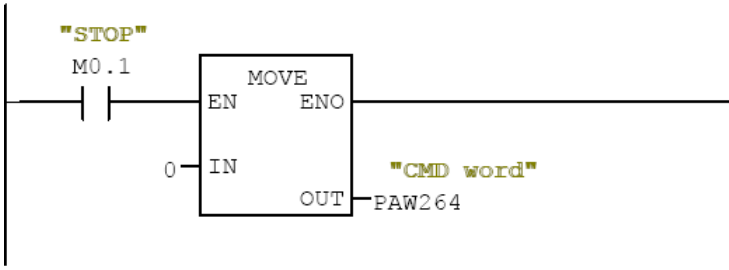 "STOP"
M0.1
MOVE
EN ENO
0 IN
"CMD word"
OUT PAW264